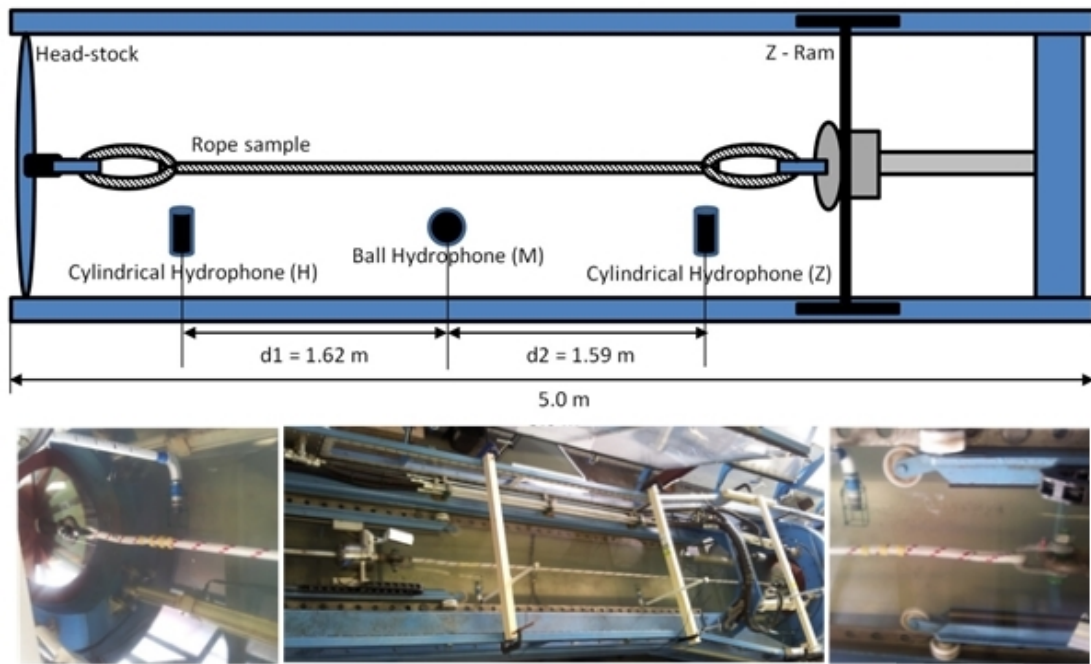 Head-stock
Z - Ram
Rope sample
Ball Hydrophone (M)
Cylindrical Hydrophone (H)
Cylindrical Hydrophone (Z)
d1 = 1.62 m
d2 = 1.59 m
5.0 m